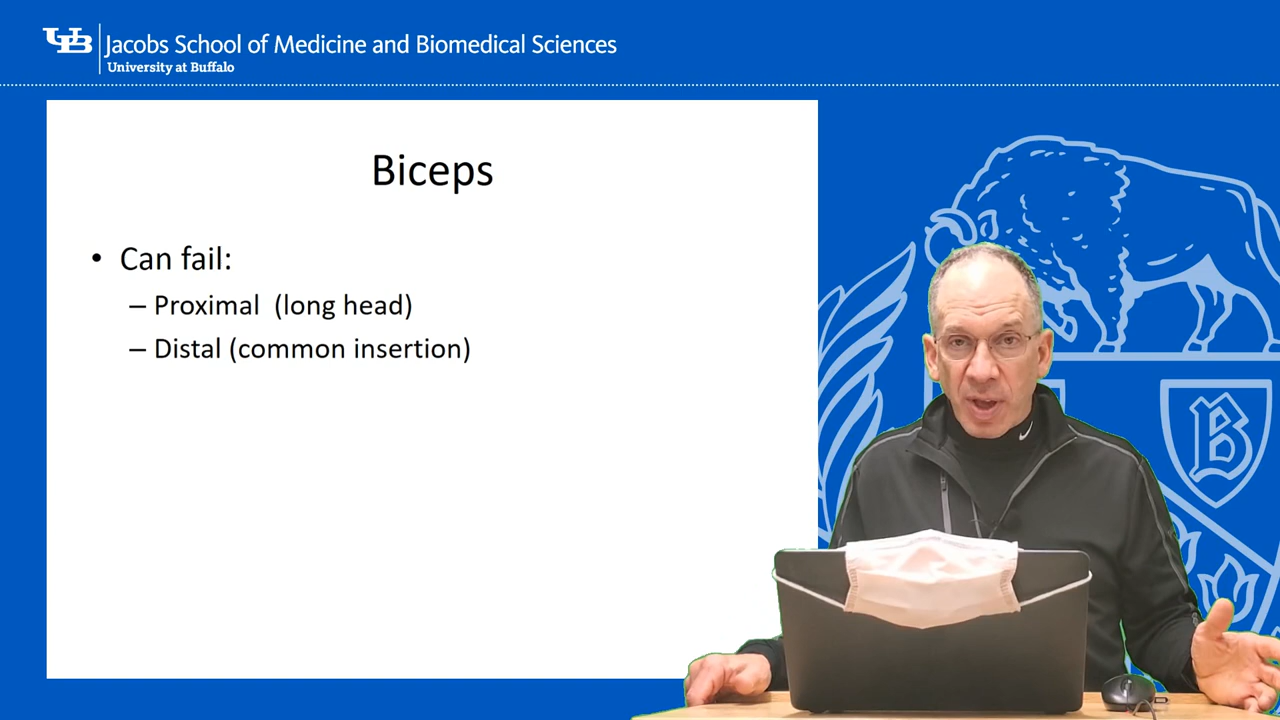 UB
Jacobs School of Medicine and Biomedical Sciences
University at Buffalo
Biceps
• Can fail:
– Proximal (long head)
– Distal (common insertion)
B